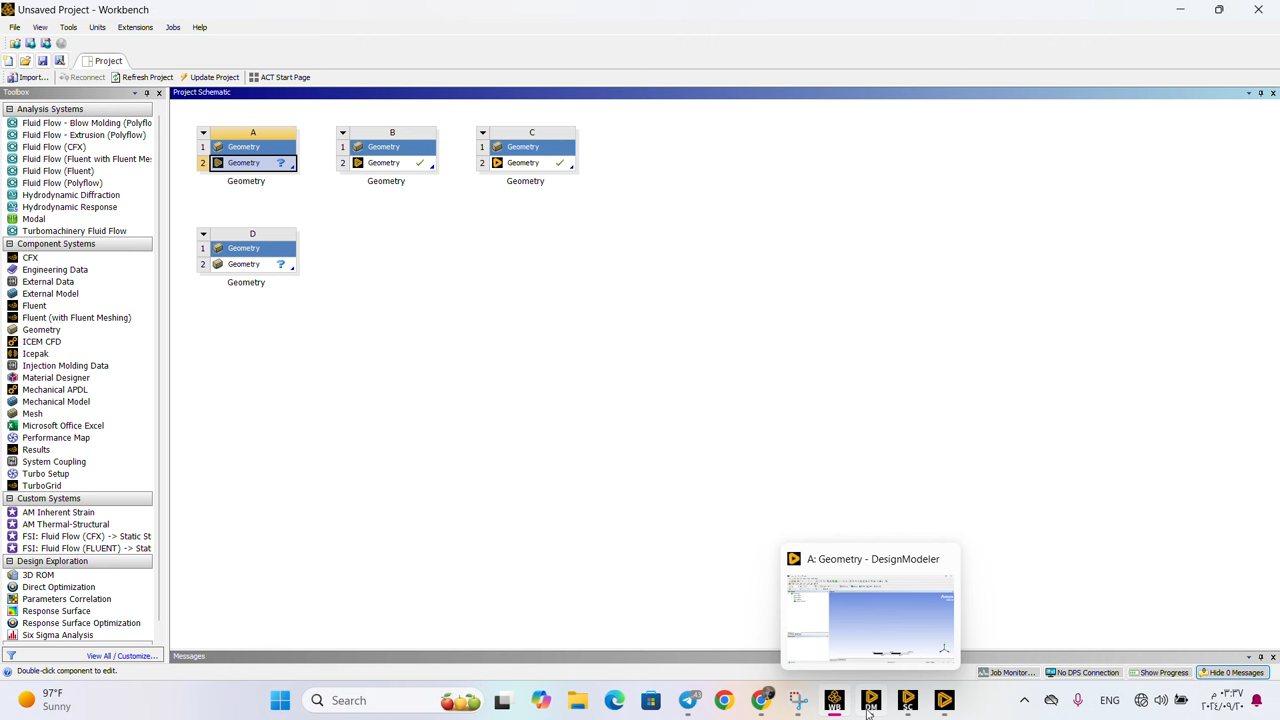 Unsaved Project - Workbench
File View Tools Units Extensions Jobs Help
Project
Import... Reconnect Refresh Project Update Project ACT Start Page
Toolbox
Project Schematic
Analysis Systems
Fluid Flow - Blow Molding (Polyflo
Fluid Flow - Extrusion (Polyflow)
Fluid Flow (CFX)
Fluid Flow (Fluent with Fluent Me:
Fluid Flow (Fluent)
Fluid Flow (Polyflow)
Hydrodynamic Diffraction
Hydrodynamic Response
Modal
Turbomachinery Fluid Flow
Component Systems
CFX
Engineering Data
External Data
External Model
Fluent
Fluent (with Fluent Meshing)
Geometry
ICEM CFD
Icepak
Injection Molding Data
Material Designer
Mechanical APDL
Mechanical Model
Mesh
Microsoft Office Excel
Performance Map
Results
System Coupling
Turbo Setup
TurboGrid
Custom Systems
AM Inherent Strain
AM Thermal-Structural
FSI: Fluid Flow (CFX) -> Static St
FSI: Fluid Flow (FLUENT) -> Stat
Design Exploration
3D ROM
Direct Optimization
Parameters Correlation
Response Surface
Response Surface Optimization
Six Sigma Analysis
View All / Customize...
A
1 Geometry
2 Geometry ?
Geometry
B
1 Geometry
2 Geometry ✓
Geometry
C
1 Geometry
2 Geometry ✓
Geometry
D
1 Geometry
2 Geometry ?
Geometry
A: Geometry - DesignModeler
Messages
Double-click component to edit.
Job Monitor... No DPS Connection Show Progress Hide 0 Messages
97°F
Sunny
Search
WB DM SC
ENG
٣:٣٧ م
٢٠٢٤/٠٩/٢٠